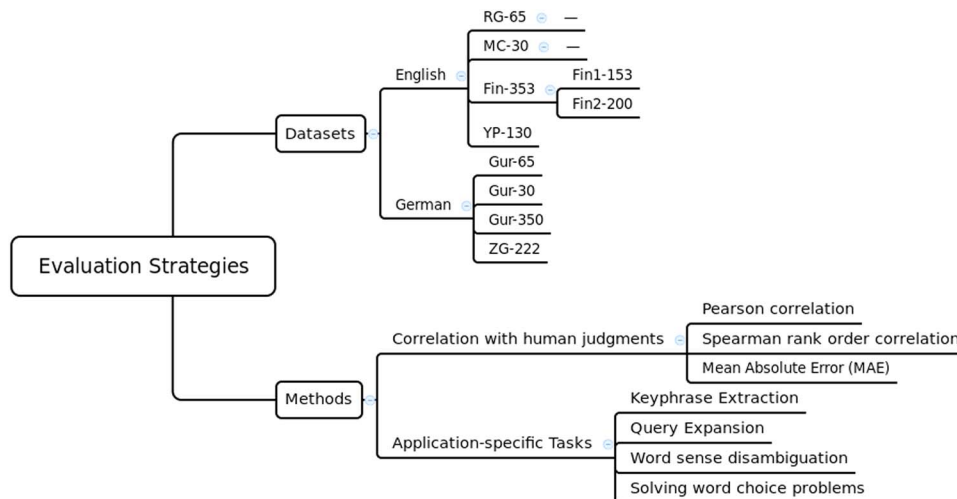 Evaluation Strategies
Datasets
English
RG-65
—
MC-30
—
Fin-353
Fin1-153
Fin2-200
YP-130
German
Gur-65
Gur-30
Gur-350
ZG-222
Methods
Correlation with human judgments
Pearson correlation
Spearman rank order correlation
Mean Absolute Error (MAE)
Application-specific Tasks
Keyphrase Extraction
Query Expansion
Word sense disambiguation
Solving word choice problems